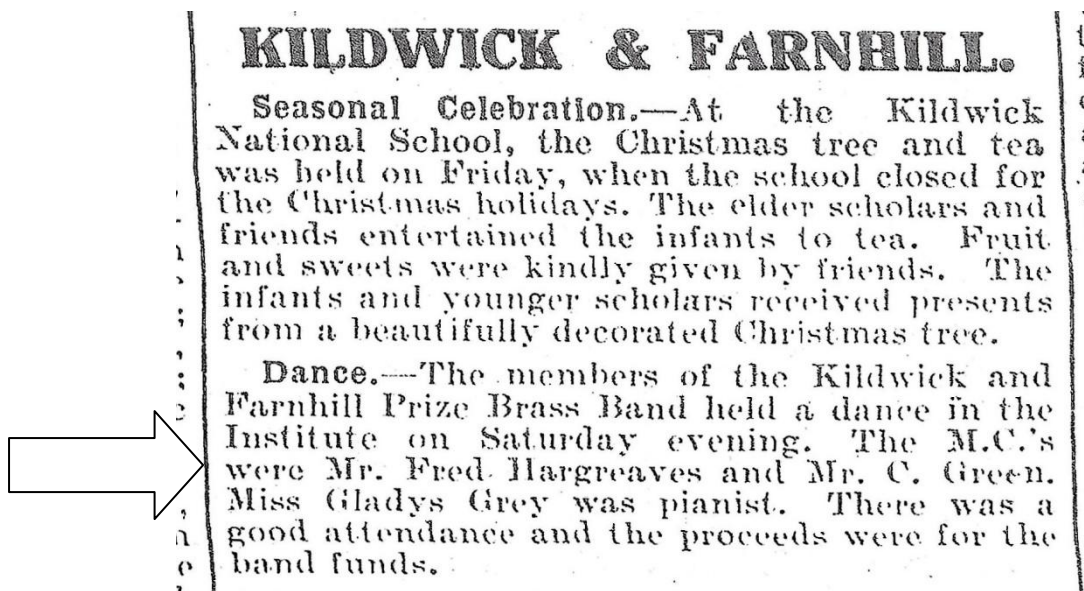 KILDWICK & FARNHILL.
Seasonal Celebration.—At the Kildwick
National School, the Christmas tree and tea
was held on Friday, when the school closed for
the Christmas holidays. The elder scholars and
friends entertained the infants to tea. Fruit
and sweets were kindly given by friends. The
infants and younger scholars received presents
from a beautifully decorated Christmas tree.
Dance.—The members of the Kildwick and
Farnhill Prize Brass Band held a dance in the
Institute on Saturday evening. The M.C.'s
were Mr. Fred Hargreaves and Mr. C. Green.
Miss Gladys Grey was pianist. There was a
good attendance and the proceeds were for the
band funds.